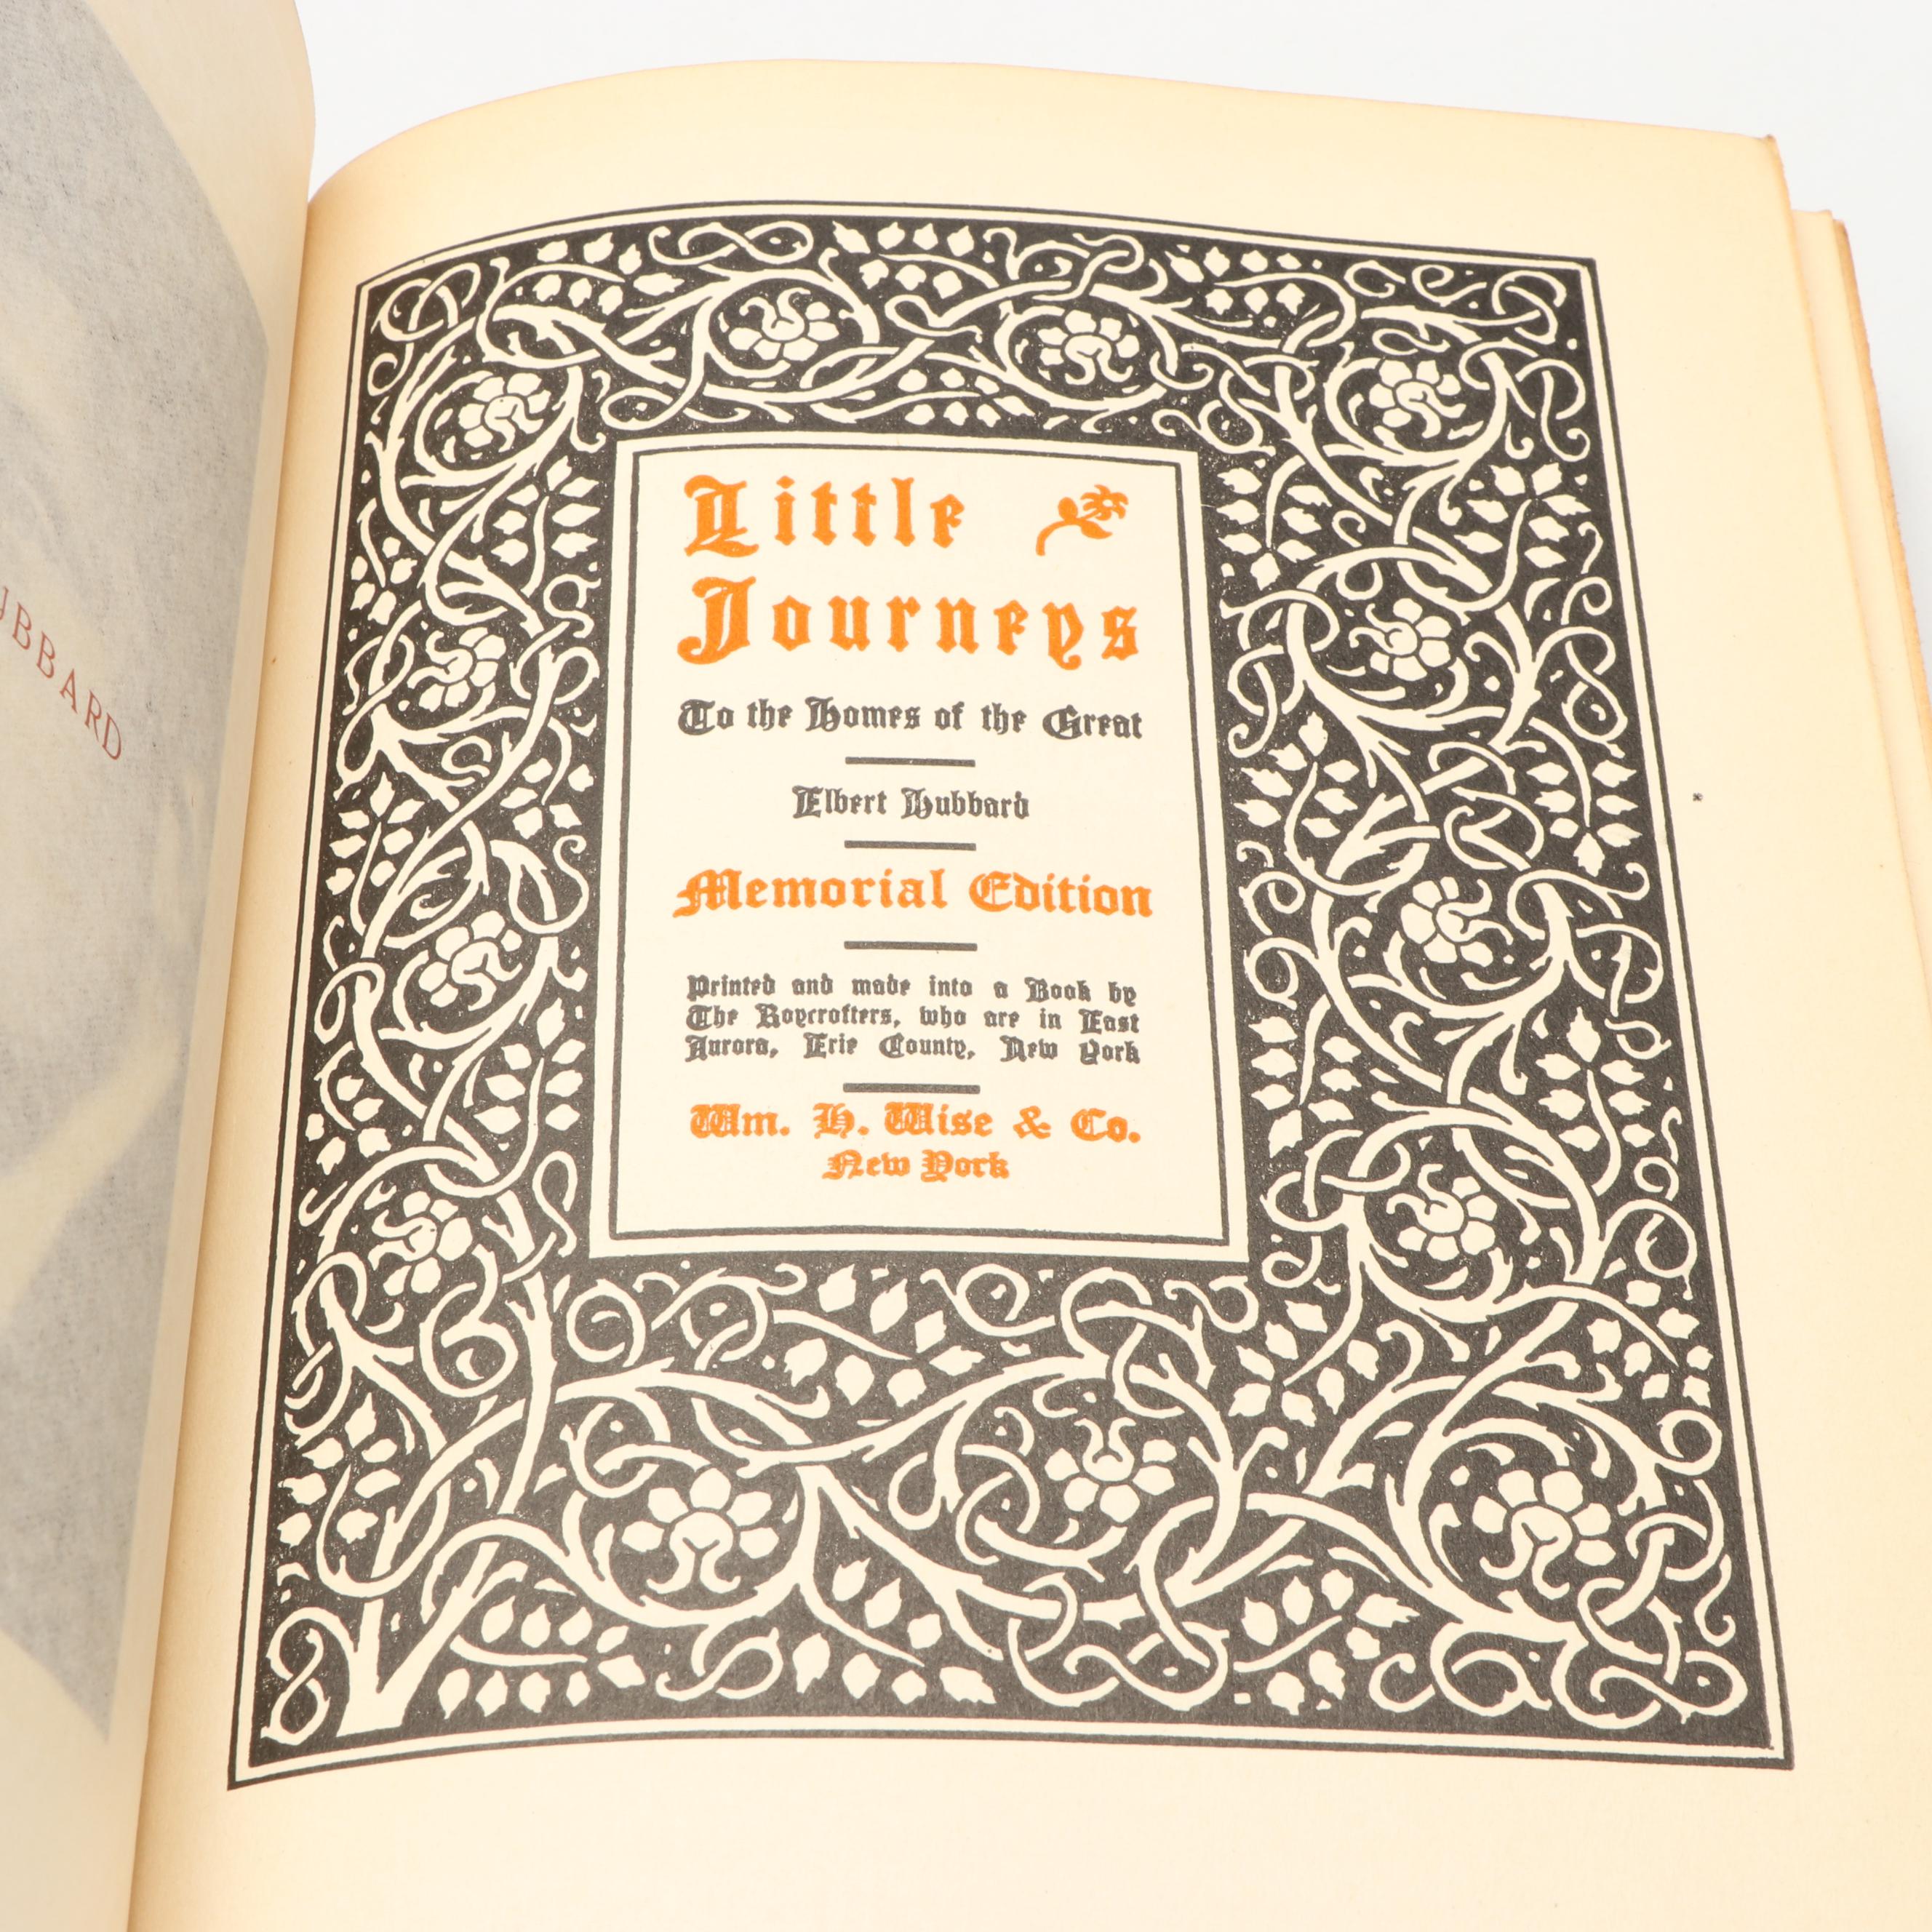 UBBARD
Little
Journeys
To the Homes of the Great
Elbert Hubbard
Memorial Edition
Printed and made into a Book by
The Roycrofters, who are in East
Aurora, Erie County, New York
Wm. H. Wise & Co.
New York